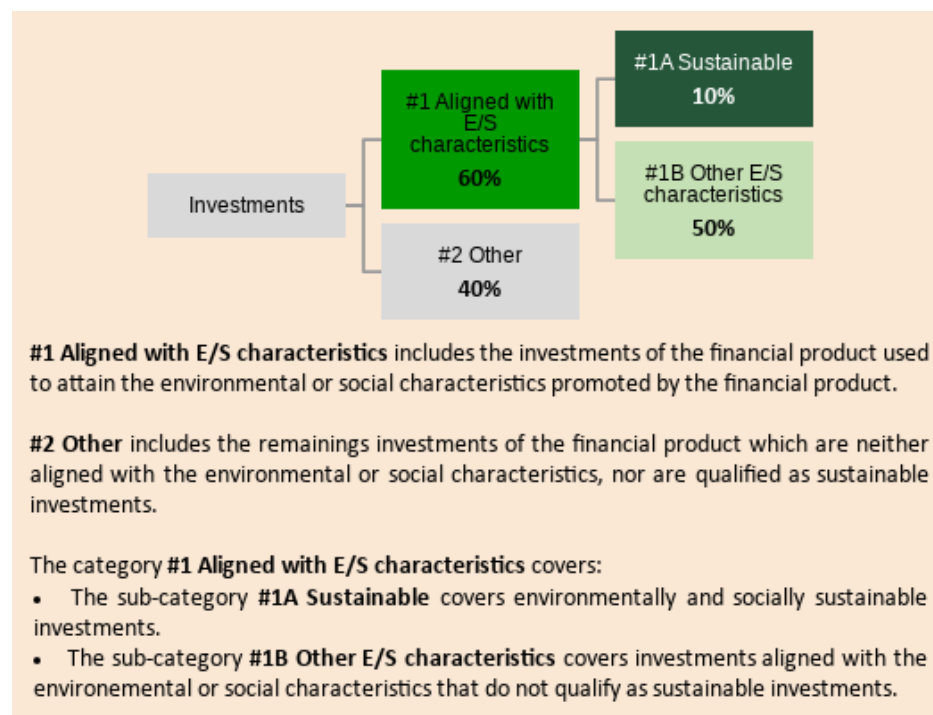 #1A Sustainable
10%
#1 Aligned with
E/S
characteristics
60%
#1B Other E/S
characteristics
50%
Investments
#2 Other
40%
#1 Aligned with E/S characteristics includes the investments of the financial product used
to attain the environmental or social characteristics promoted by the financial product.
#2 Other includes the remainings investments of the financial product which are neither
aligned with the environmental or social characteristics, nor are qualified as sustainable
investments.
The category #1 Aligned with E/S characteristics covers:
• The sub-category #1A Sustainable covers environmentally and socially sustainable
investments.
• The sub-category #1B Other E/S characteristics covers investments aligned with the
environemental or social characteristics that do not qualify as sustainable investments.